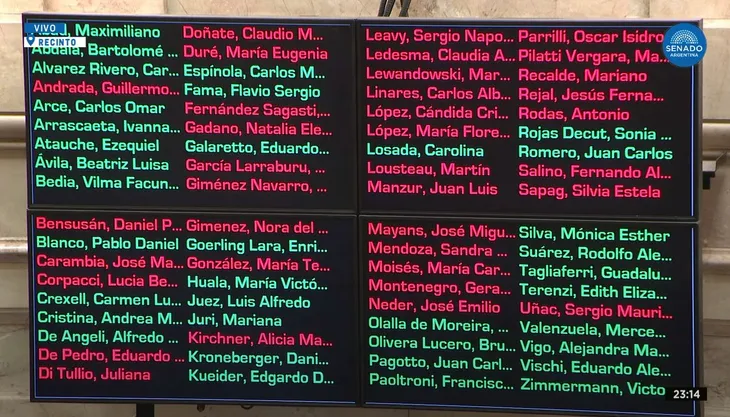 VIVO
RECINTO
SENADO
ARGENTINA
Abad, Maximiliano
Abdala, Bartolomé ...
Alvarez Rivero, Car...
Andrada, Guillermo...
Arce, Carlos Omar
Arrascaeta, Ivanna...
Atauche, Ezequiel
Ávila, Beatriz Luisa
Bedia, Vilma Facun...
Doñate, Claudio M...
Duré, María Eugenia
Espínola, Carlos M...
Fama, Flavio Sergio
Fernández Sagasti,...
Gadano, Natalia Ele...
Galaretto, Eduardo...
García Larraburu, ...
Giménez Navarro, ...
Leavy, Sergio Napo...
Ledesma, Claudia A...
Lewandowski, Mar...
Linares, Carlos Alb...
López, Cándida Cri...
López, María Flore...
Losada, Carolina
Lousteau, Martín
Manzur, Juan Luis
Parrilli, Oscar Isidro
Pilatti Vergara, Ma...
Recalde, Mariano
Rejal, Jesús Ferna...
Rodas, Antonio
Rojas Decut, Sonia ...
Romero, Juan Carlos
Salino, Fernando Al...
Sapag, Silvia Estela
Bensusán, Daniel P...
Blanco, Pablo Daniel
Carambia, José Ma...
Corpacci, Lucia Be...
Crexell, Carmen Lu...
Cristina, Andrea M...
De Angeli, Alfredo ...
De Pedro, Eduardo ...
Di Tullio, Juliana
Gimenez, Nora del ...
Goerling Lara, Enri...
González, María Te...
Huala, María Victó...
Juez, Luis Alfredo
Juri, Mariana
Kirchner, Alicia Ma...
Kroneberger, Dani...
Kueider, Edgardo D...
Mayans, José Migu...
Mendoza, Sandra ...
Moisés, María Car...
Montenegro, Gera...
Neder, José Emilio
Olalla de Moreira, ...
Olivera Lucero, Bru...
Pagotto, Juan Carl...
Paoltroni, Francisc...
Silva, Mónica Esther
Suárez, Rodolfo Ale...
Tagliaferri, Guadalu...
Terenzi, Edith Eliza...
Uñac, Sergio Mauri...
Valenzuela, Merce...
Vigo, Alejandra Ma...
Vischi, Eduardo Ale...
Zimmermann, Victo
23:14